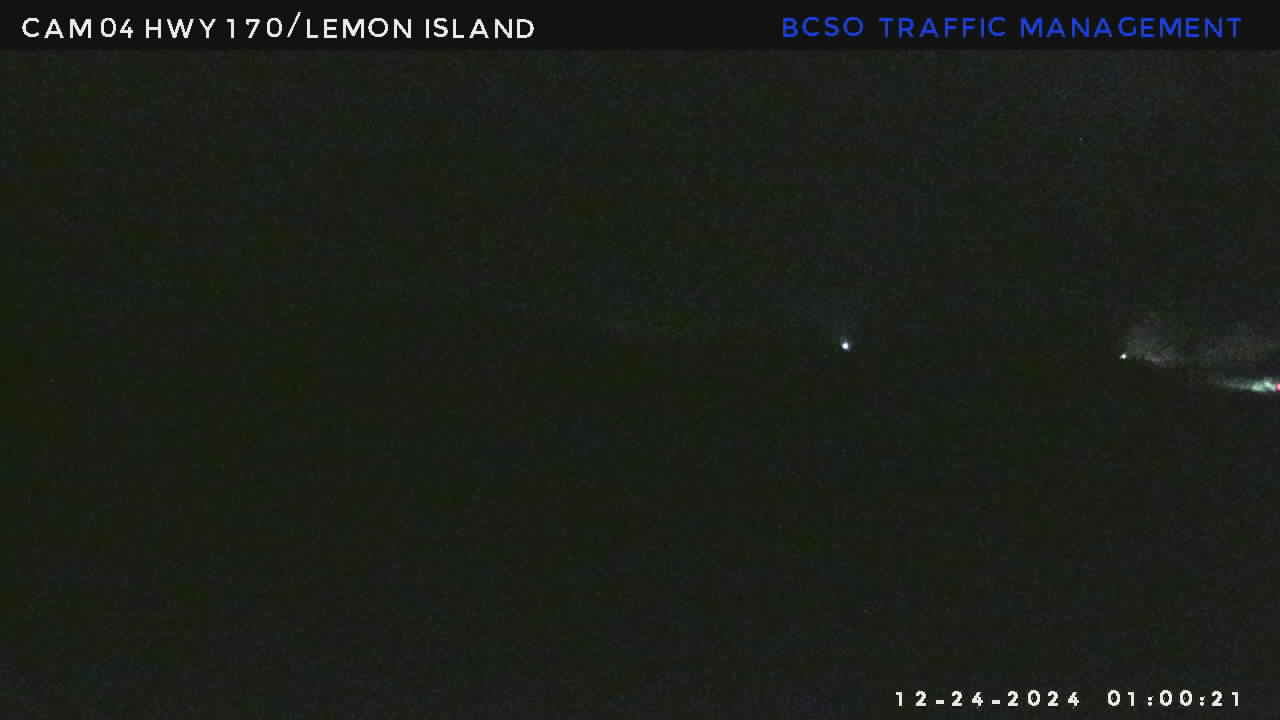 CAM04 HWY 170/LEMON ISLAND
BCSO TRAFFIC MANAGEMENT
12-24-2024 01:00:21